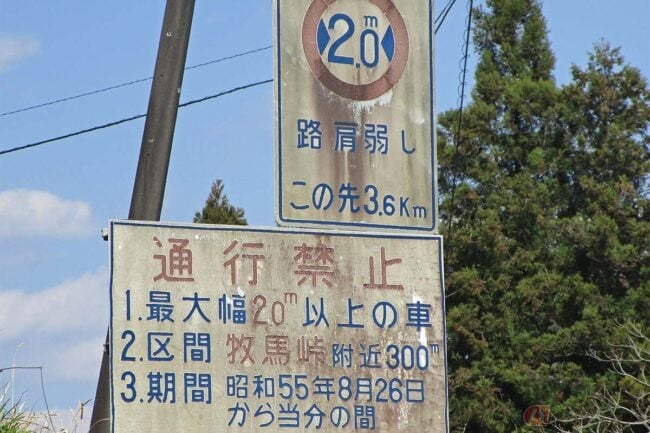 2.0m
路肩弱し
この先3.6Km
通行禁止
1.最大幅2.0m以上の車
2.区間 牧馬峠附近300m
3.期間 昭和55年8月26日
から当分の間